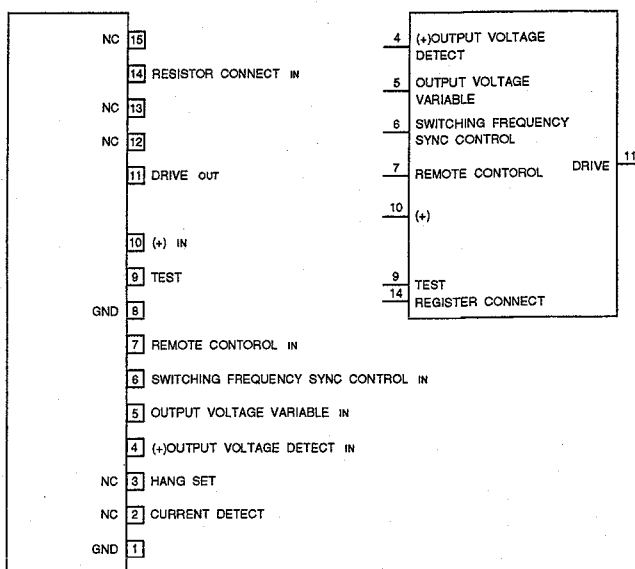 NC 15
14 RESISTOR CONNECT IN
NC 13
NC 12
11 DRIVE OUT
10 (+) IN
9 TEST
GND 8
7 REMOTE CONTOROL IN
6 SWITCHING FREQUENCY SYNC CONTROL IN
5 OUTPUT VOLTAGE VARIABLE IN
4 (+)OUTPUT VOLTAGE DETECT IN
NC 3 HANG SET
NC 2 CURRENT DETECT
GND 1
4 (+)OUTPUT VOLTAGE
DETECT
5 OUTPUT VOLTAGE
VARIABLE
6 SWITCHING FREQUENCY
SYNC CONTROL
7 REMOTE CONTOROL
DRIVE 11
10 (+)
9 TEST
14 REGISTER CONNECT